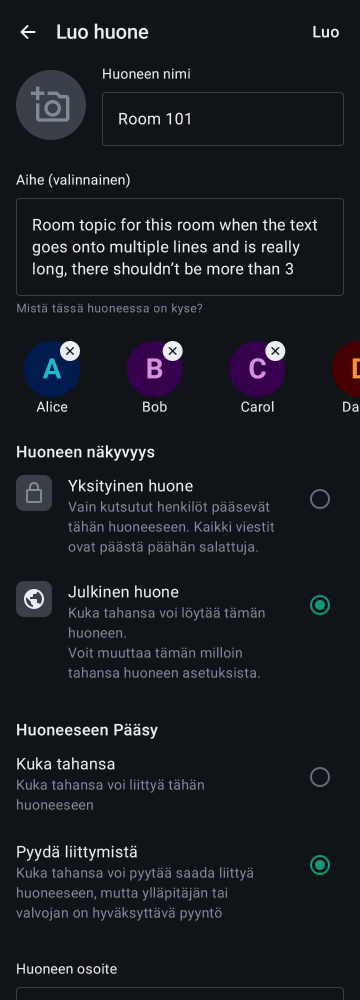 Luo huone
Luo
Huoneen nimi
Room 101
Aihe (valinnainen)
Room topic for this room when the text
goes onto multiple lines and is really
long, there shouldn’t be more than 3
Mistä tässä huoneessa on kyse?
A B C
Alice Bob Carol Da
Huoneen näkyvyys
Yksityinen huone
Vain kutsutut henkilöt pääsevät
tähän huoneeseen. Kaikki viestit
ovat päästä päähän salattuja.
Julkinen huone
Kuka tahansa voi löytää tämän
huoneen.
Voit muuttaa tämän milloin
tahansa huoneen asetuksista.
Huoneeseen Pääsy
Kuka tahansa
Kuka tahansa voi liittyä tähän
huoneeseen
Pyydä liittymistä
Kuka tahansa voi pyytää saada liittyä
huoneeseen, mutta ylläpitäjän tai
valvojan on hyväksyttävä pyyntö
Huoneen osoite